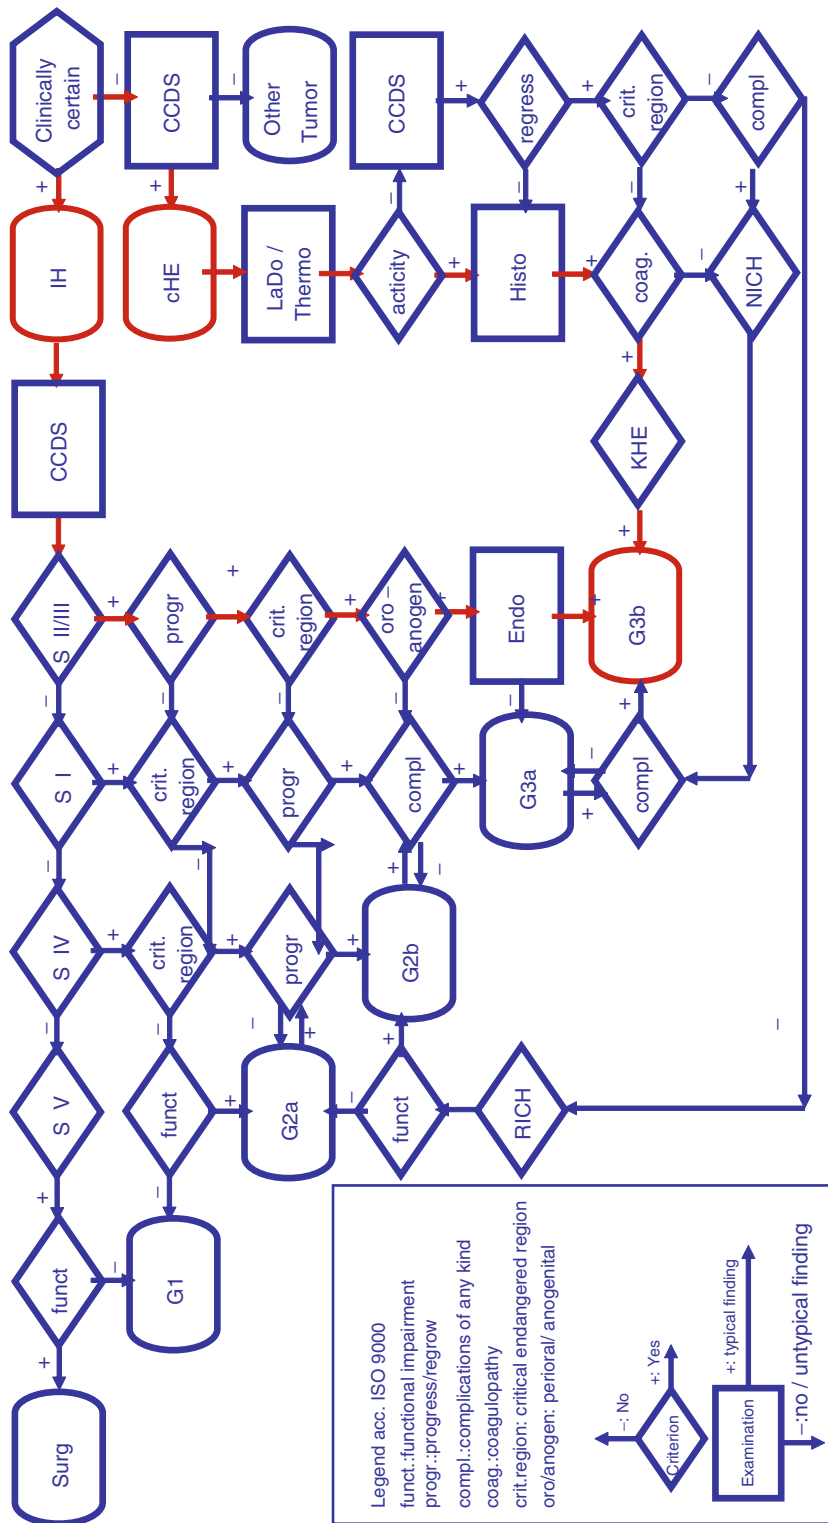 Clinically
certain
–
CCDS
–
Other
Tumor
+
IH
+
cHE
LaDo /
Thermo
acticity
–
CCDS
+
regress
+
crit.
region
–
compl
–
–
+
+
Histo
+
coag.
–
NICH
CCDS
+
KHE
+
S II/III
+
progr
+
crit.
region
+
oro –
anogen
+
Endo
+
G3b
–
–
–
–
–
+
S I
+
crit.
region
+
progr
+
compl
+
G3a
–
+
compl
–
–
+
–
S IV
+
crit.
region
+
progr
+
G2b
–
–
–
+
+
–
S V
funct
+
G2a
–
funct
RICH
+
–
funct
–
G1
+
Surg
Legend acc. ISO 9000
funct.:functional impairment
progr.:progress/regrow
compl.:complications of any kind
coag.:coagulopathy
crit.region: critical endangered region
oro/anogen: perioral/ anogenital
–: No
+: Yes
Criterion
+: typical finding
Examination
–:no / untypical finding